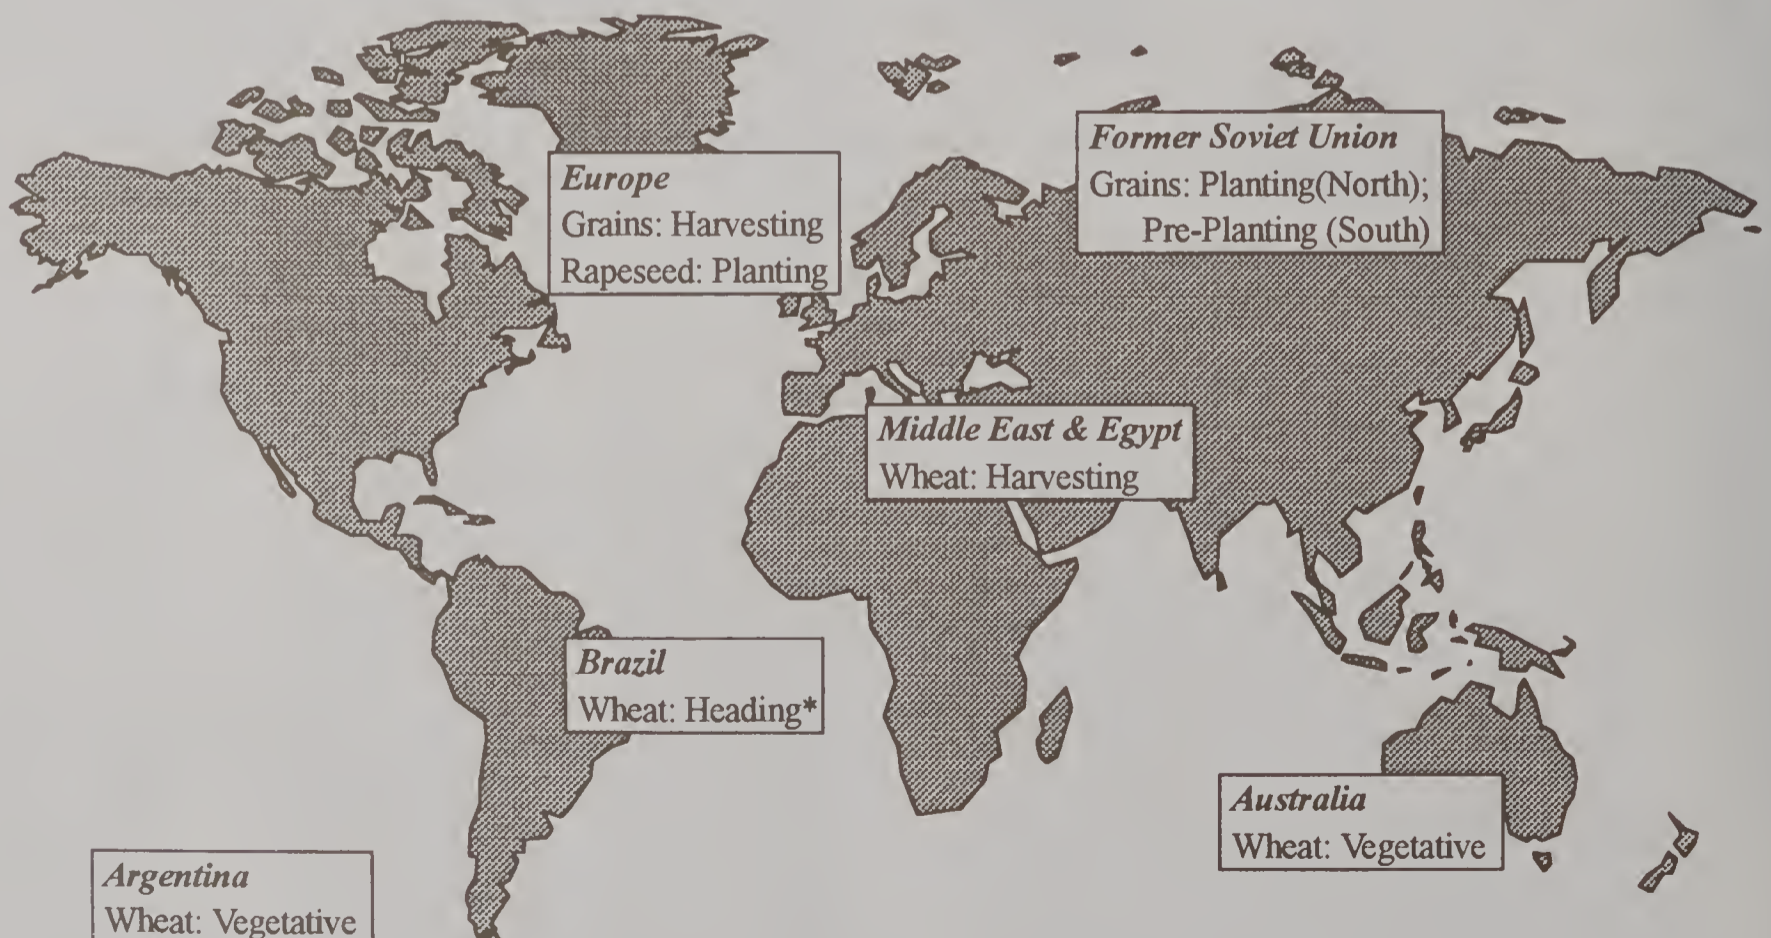 Former Soviet Union
Grains: Planting(North);
Pre-Planting (South)
Europe
Grains: Harvesting
Rapeseed: Planting
Middle East & Egypt
Wheat: Harvesting
Brazil
Wheat: Heading*
Australia
Wheat: Vegetative
Argentina
Wheat: Vegetative